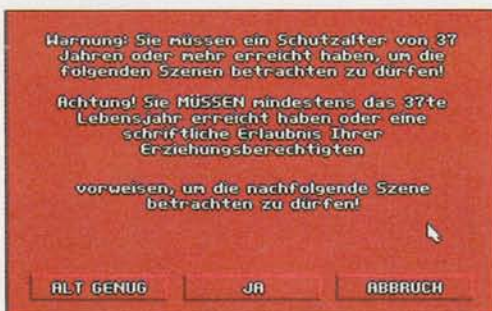 Warnung: Sie müssen ein Schutzalter von 37
Jahren oder mehr erreicht haben, um die
folgenden Szenen betrachten zu dürfen!
Achtung! Sie MÜSSEN mindestens das 37te
Lebensjahr erreicht haben oder eine
schriftliche Erlaubnis Ihrer
Erziehungsberechtigten
vorweisen, um die nachfolgende Szene
betrachten zu dürfen!
ALT GENUG
JA
ABBRUCH